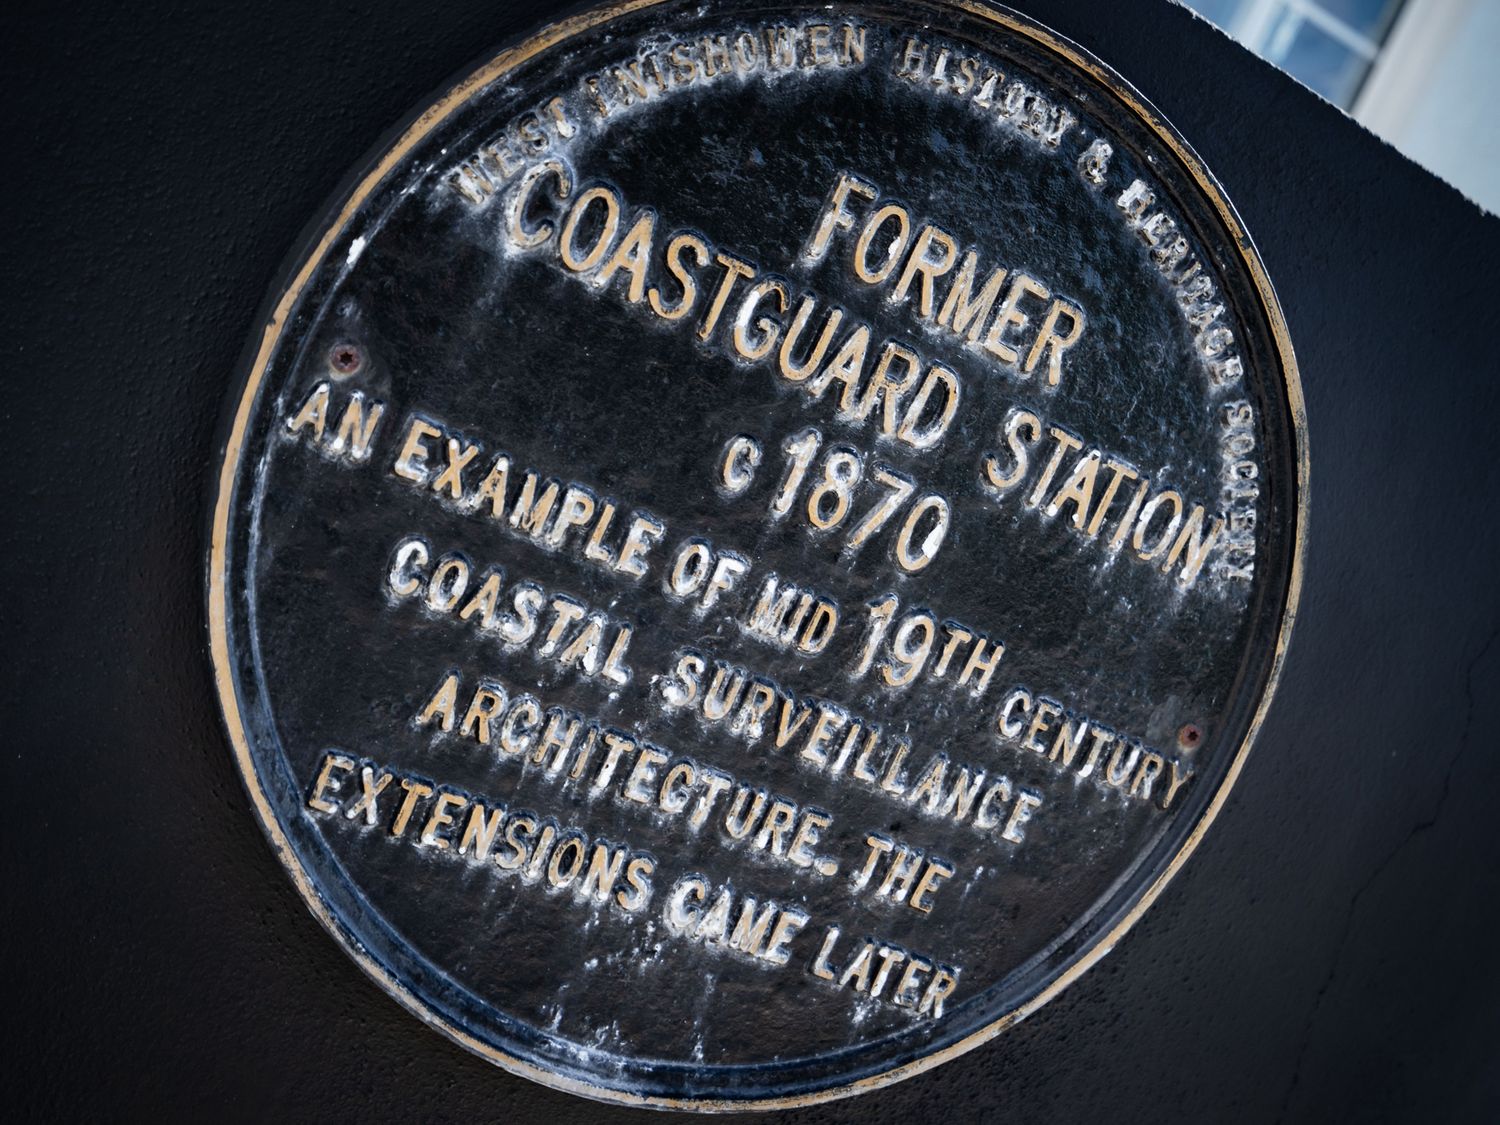 WEST INISHOWEN HISTORY & HERITAGE SOCIETY
FORMER
COASTGUARD STATION
c 1870
AN EXAMPLE OF MID 19TH CENTURY
COASTAL SURVEILLANCE
ARCHITECTURE. THE
EXTENSIONS CAME LATER